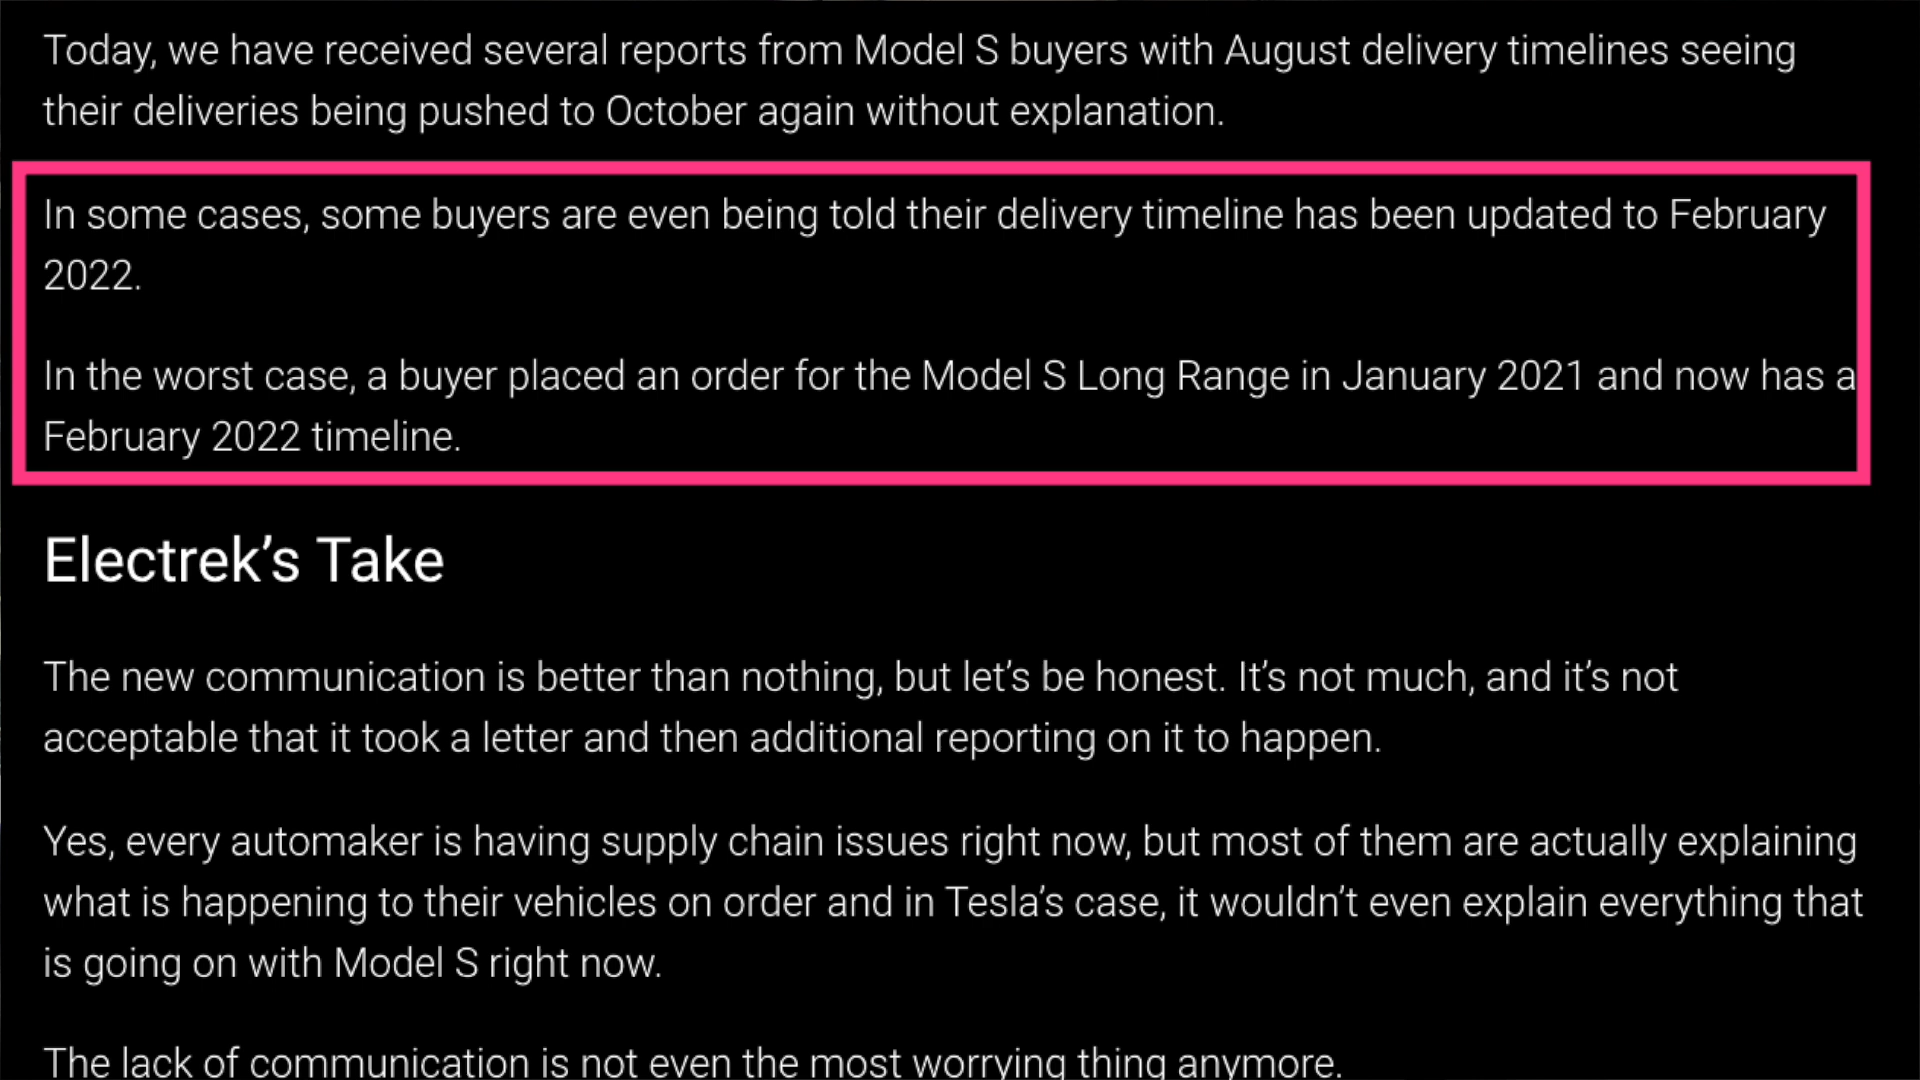 Today, we have received several reports from Model S buyers with August delivery timelines seeing
their deliveries being pushed to October again without explanation.
In some cases, some buyers are even being told their delivery timeline has been updated to February
2022.
In the worst case, a buyer placed an order for the Model S Long Range in January 2021 and now has a
February 2022 timeline.
Electrek’s Take
The new communication is better than nothing, but let’s be honest. It’s not much, and it’s not
acceptable that it took a letter and then additional reporting on it to happen.
Yes, every automaker is having supply chain issues right now, but most of them are actually explaining
what is happening to their vehicles on order and in Tesla’s case, it wouldn’t even explain everything that
is going on with Model S right now.
The lack of communication is not even the most worrying thing anymore.